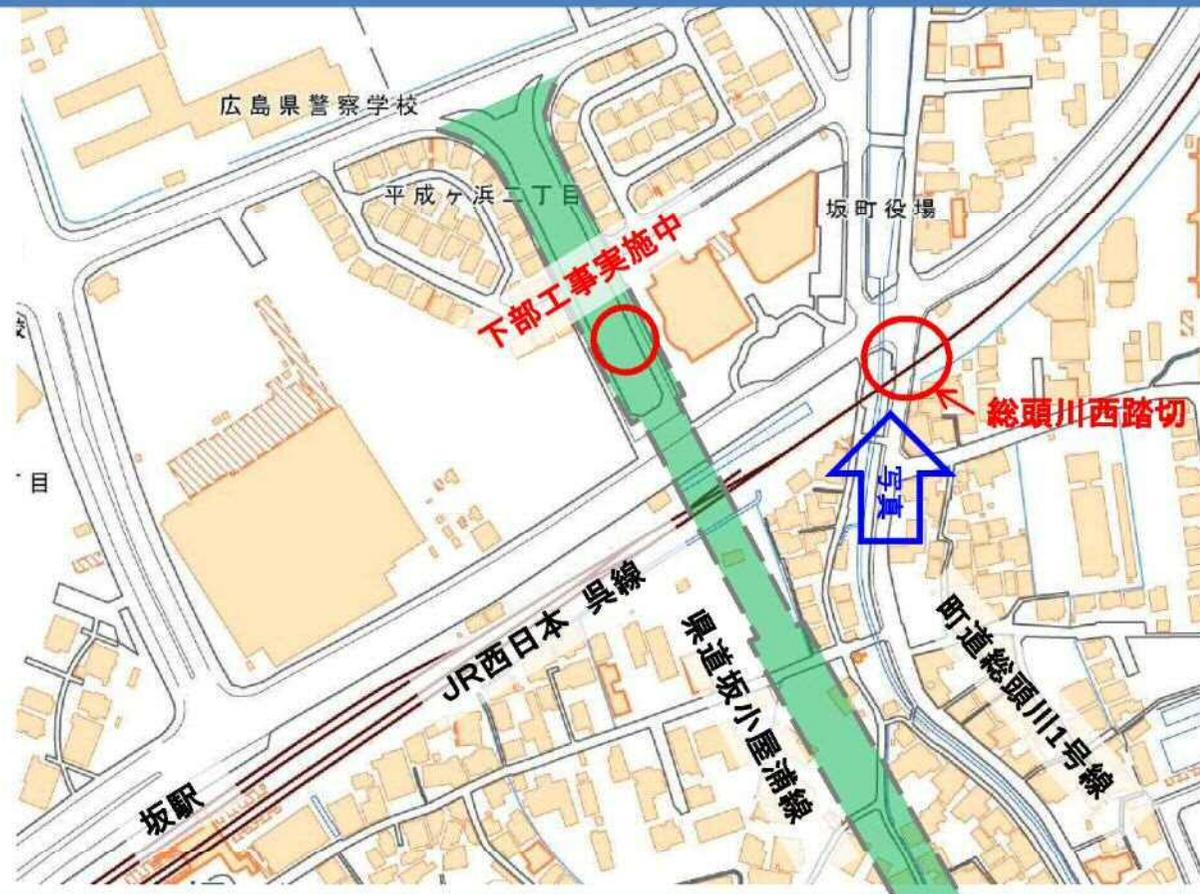 広島県警察学校
平成ヶ浜二丁目
坂町役場
下部工事実施中
総頭川西踏切
目
写真
JR西日本 呉線
県道坂小屋浦線
町道総頭川1号線
坂駅